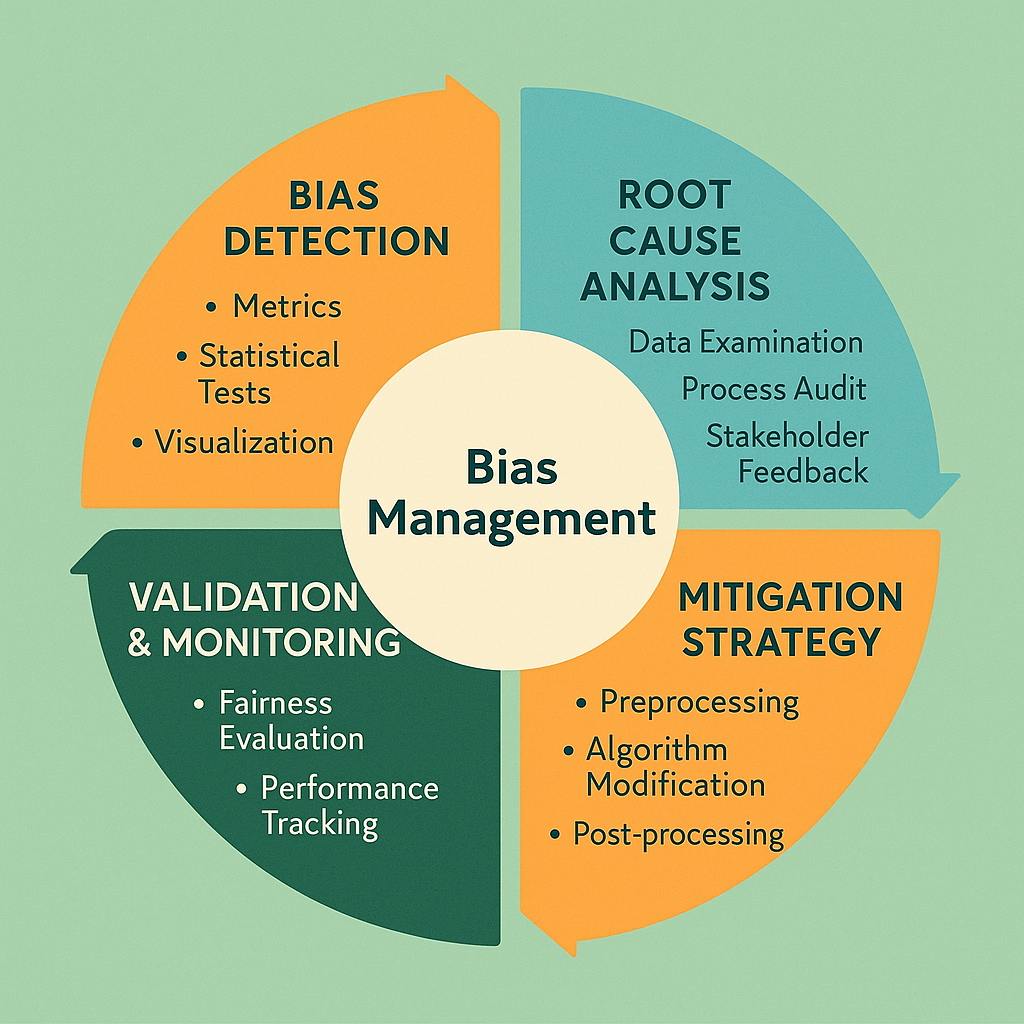 BIAS
DETECTION
• Metrics
• Statistical
Tests
• Visualization
ROOT
CAUSE
ANALYSIS
Data Examination
Process Audit
Stakeholder
Feedback
Bias
Management
VALIDATION
& MONITORING
• Fairness
Evaluation
• Performance
Tracking
MITIGATION
STRATEGY
• Preprocessing
• Algorithm
Modification
• Post-processing